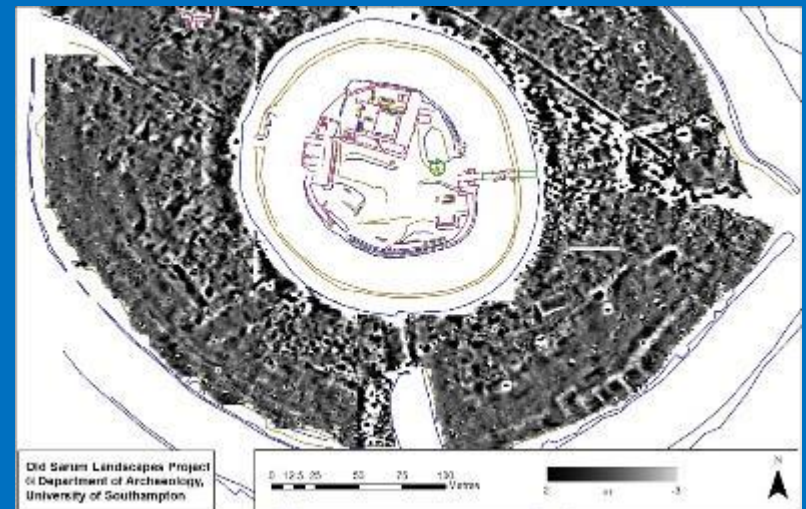 Old Sarum Landscapes Project
© Department of Archaeology,
University of Southampton
0 12.5 25 50 75 100
Metres
N